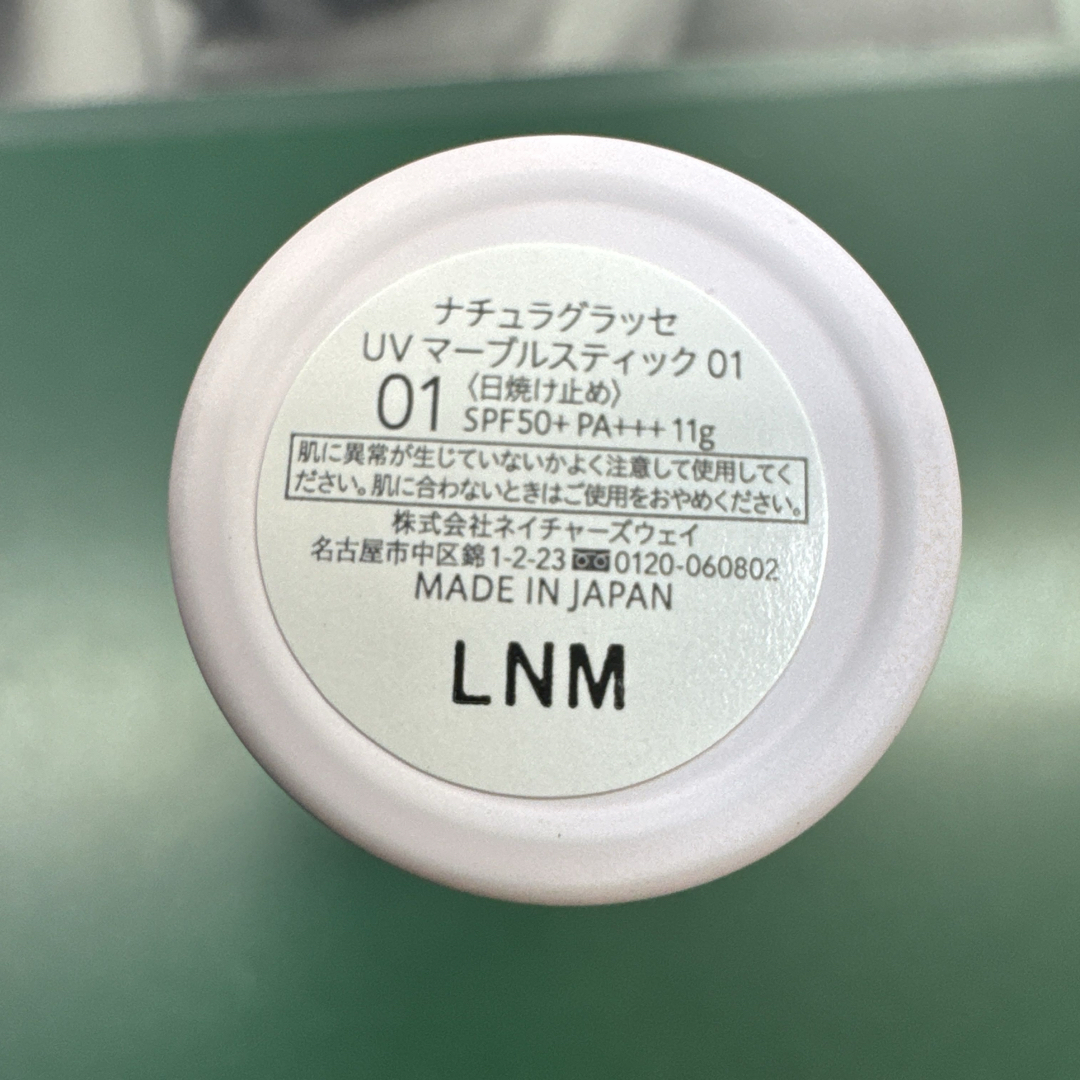 ナチュラグラッセ
UV マーブルスティック 01
01 〈日焼け止め〉
SPF50+ PA+++ 11g
肌に異常が生じていないかよく注意して使用してく
ださい。肌に合わないときはご使用をおやめください。
株式会社ネイチャーズウェイ
名古屋市中区錦1-2-23 0120-060802
MADE IN JAPAN
LNM